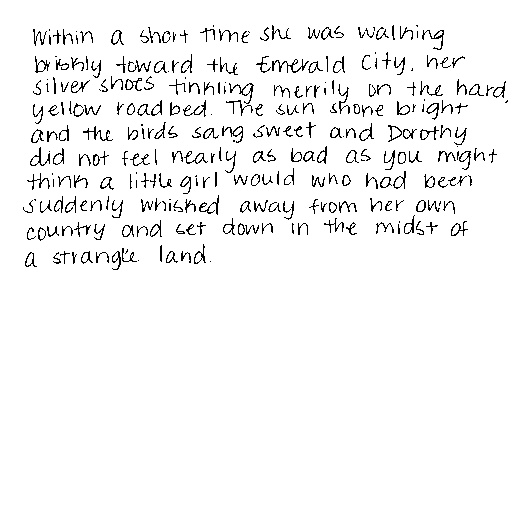 Within a short time she was walking
briskly toward the Emerald City, her
silver shoes tinkling merrily on the hard,
yellow roadbed. The sun shone bright
and the birds sang sweet and Dorothy
did not feel nearly as bad as you might
think a little girl would who had been
suddenly whisked away from her own
country and set down in the midst of
a strange land.